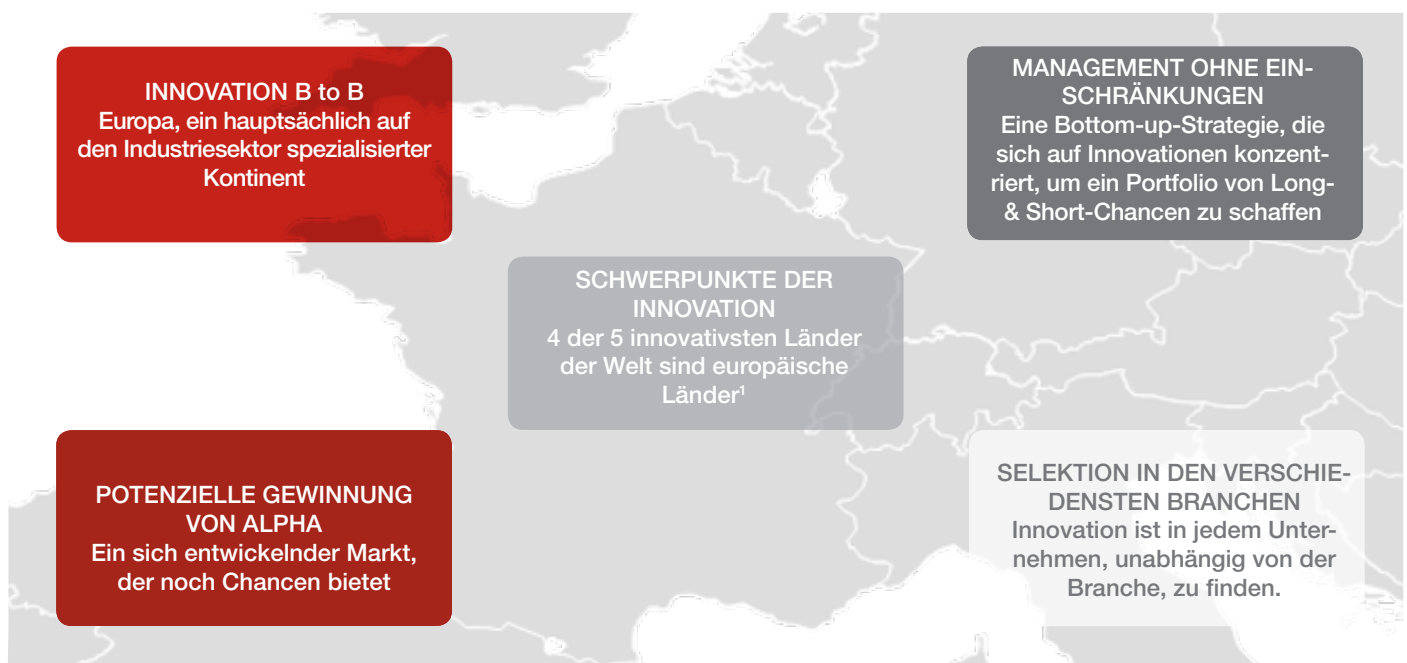 INNOVATION B to B
Europa, ein hauptsächlich auf
den Industriesektor spezialisierter
Kontinent
MANAGEMENT OHNE EIN-
SCHRÄNKUNGEN
Eine Bottom-up-Strategie, die
sich auf Innovationen konzent-
riert, um ein Portfolio von Long-
& Short-Chancen zu schaffen
SCHWERPUNKTE DER
INNOVATION
4 der 5 innovativsten Länder
der Welt sind europäische
Länder¹
POTENZIELLE GEWINNUNG
VON ALPHA
Ein sich entwickelnder Markt,
der noch Chancen bietet
SELEKTION IN DEN VERSCHIE-
DENSTEN BRANCHEN
Innovation ist in jedem Unter-
nehmen, unabhängig von der
Branche, zu finden.